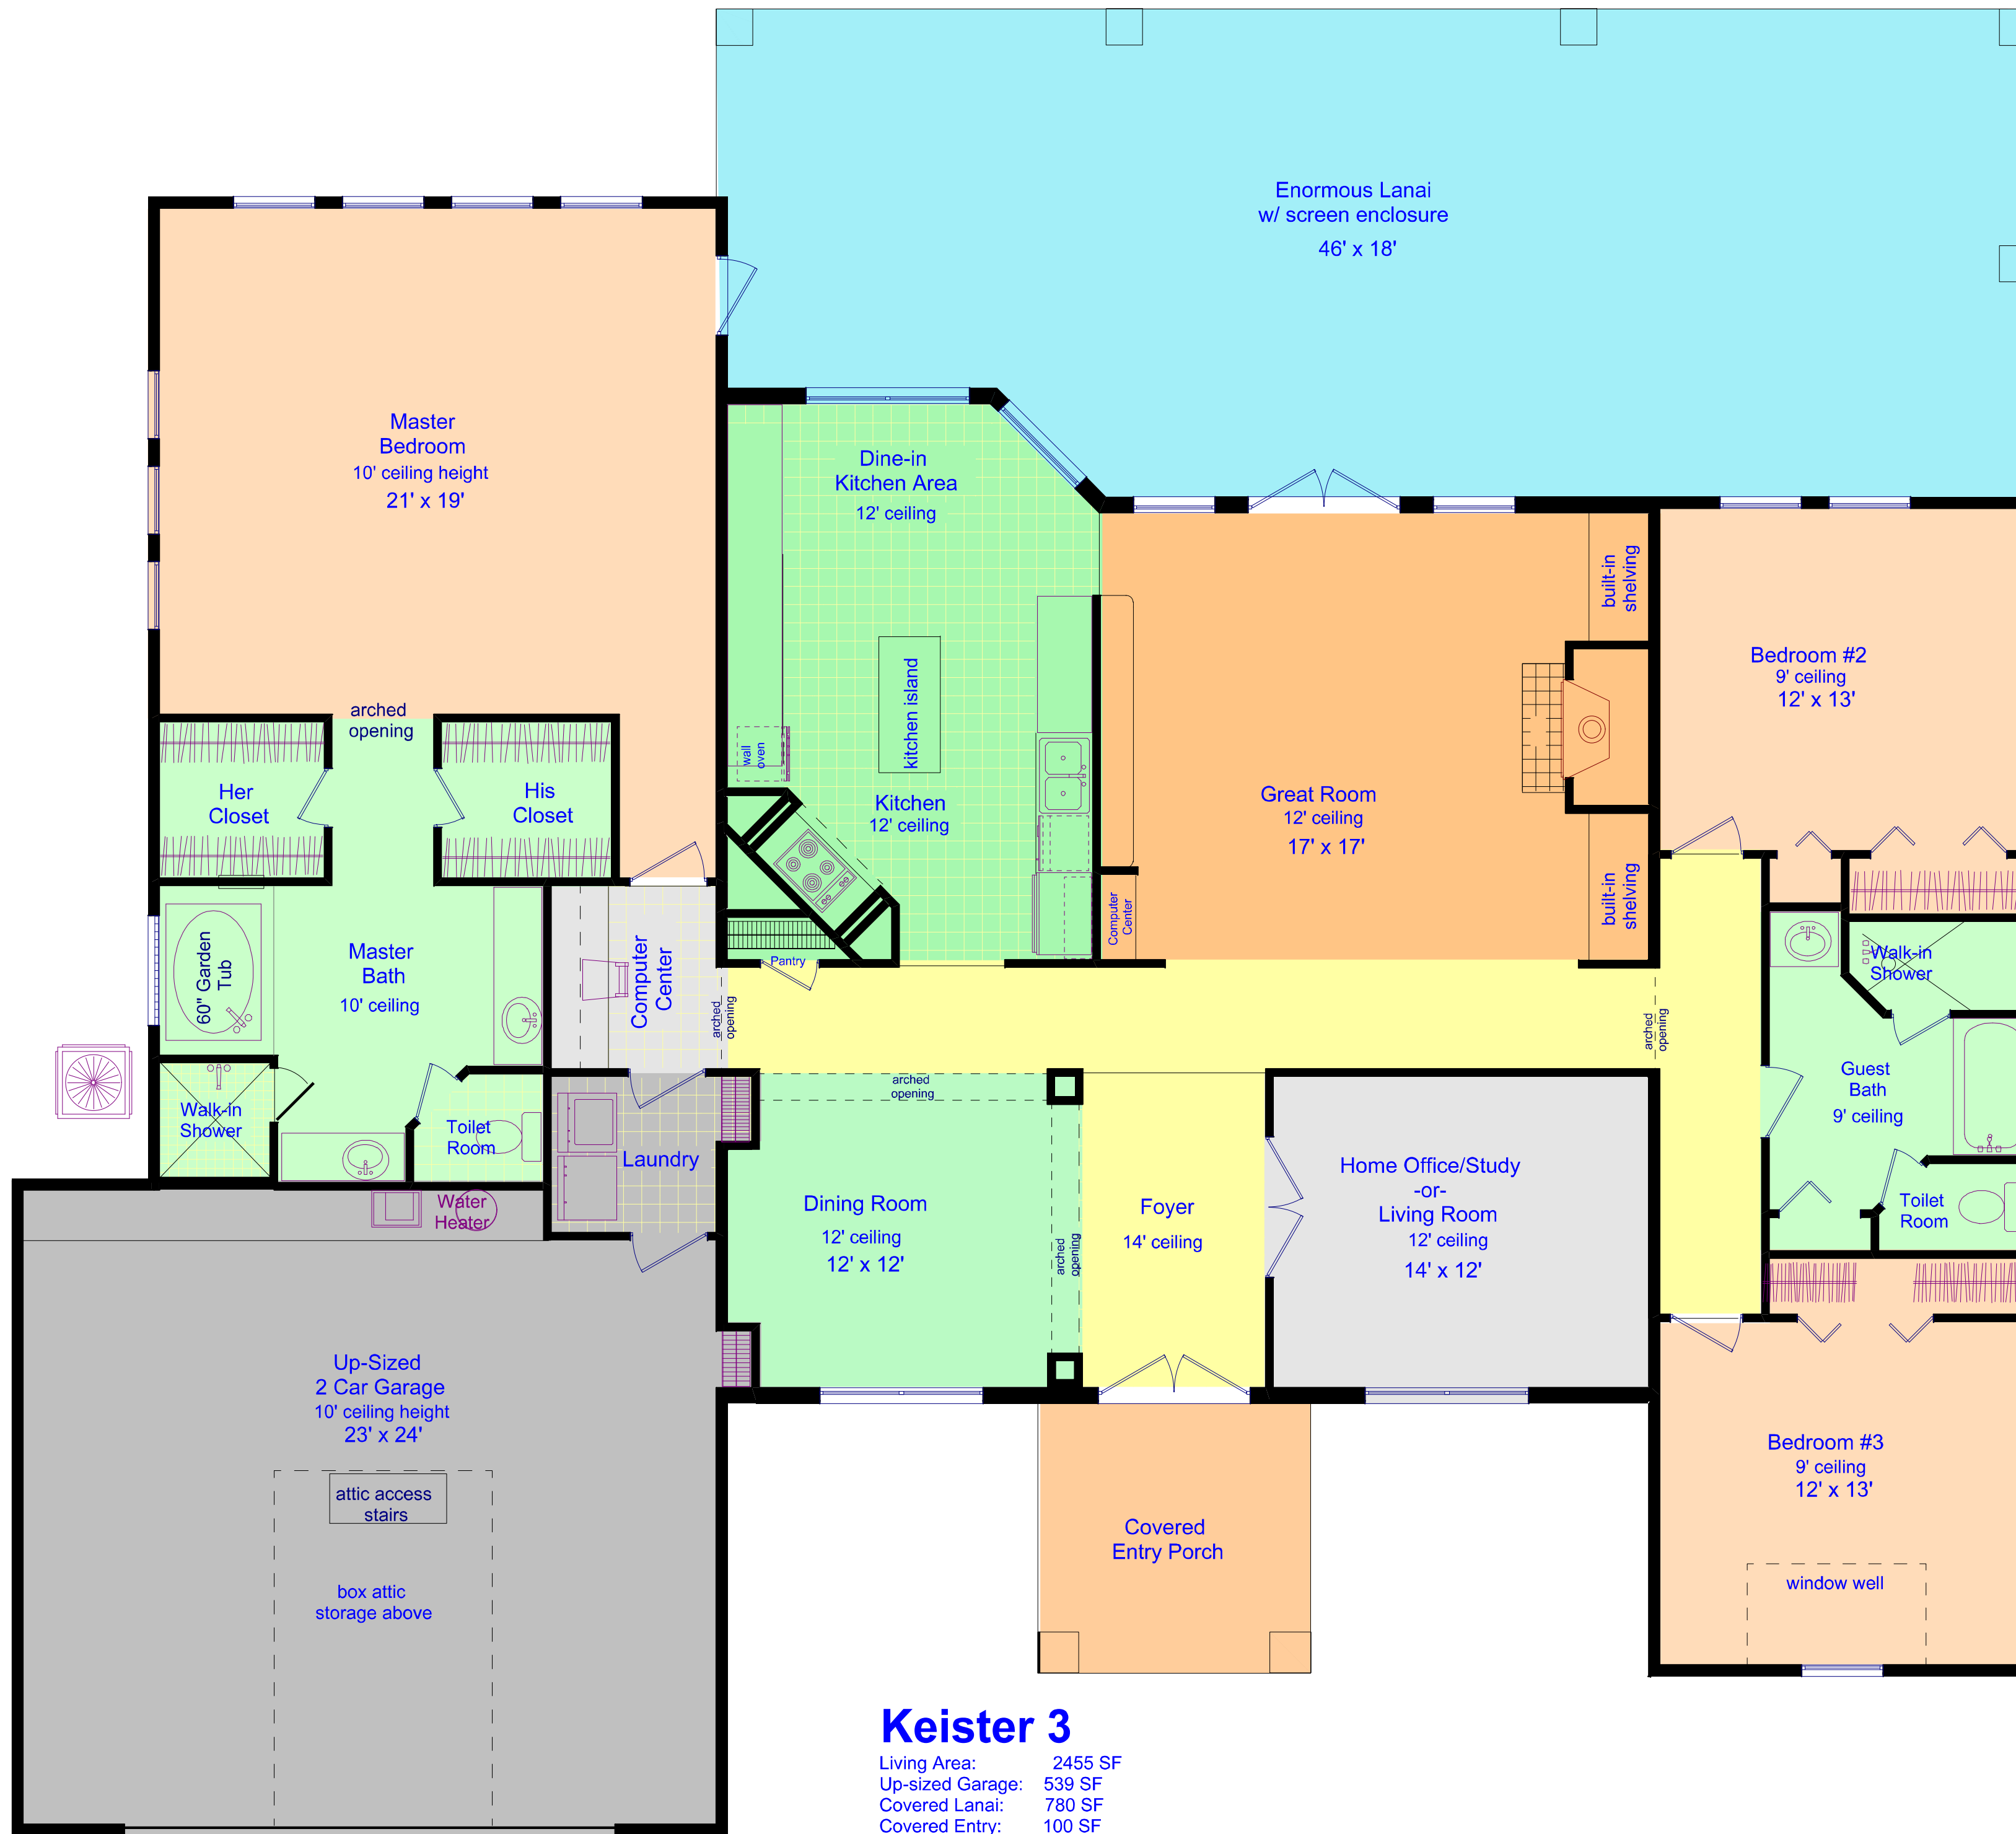 Enormous Lanai
w/ screen enclosure
46' x 18'
Master
Bedroom
10' ceiling height
21' x 19'
Dine-in
Kitchen Area
12' ceiling
built-in
shelving
Bedroom #2
9' ceiling
12' x 13'
kitchen island
wall
oven
Kitchen
12' ceiling
Great Room
12' ceiling
17' x 17'
arched
opening
Her
Closet
His
Closet
built-in
shelving
Computer
Center
Pantry
60" Garden
Tub
Master
Bath
10' ceiling
Computer
Center
arched
opening
arched
opening
Walk-in
Shower
Guest
Bath
9' ceiling
arched
opening
Walk-in
Shower
Toilet
Room
Laundry
Water
Heater
Dining Room
12' ceiling
12' x 12'
arched
opening
Foyer
14' ceiling
Home Office/Study
-or-
Living Room
12' ceiling
14' x 12'
Toilet
Room
Up-Sized
2 Car Garage
10' ceiling height
23' x 24'
attic access
stairs
box attic
storage above
Covered
Entry Porch
Bedroom #3
9' ceiling
12' x 13'
window well
Keister 3
Living Area: 2455 SF
Up-sized Garage: 539 SF
Covered Lanai: 780 SF
Covered Entry: 100 SF